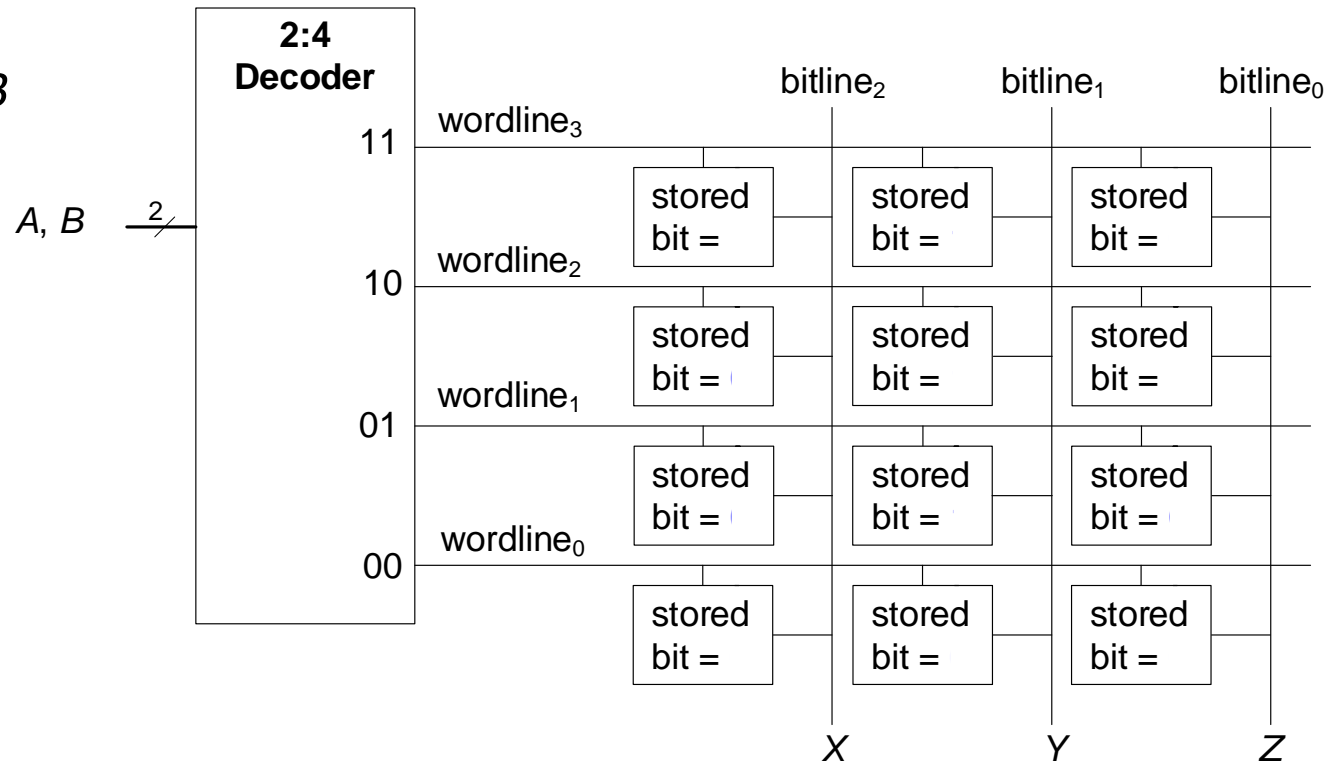 2:4
Decoder
B
bitline₂ bitline₁ bitline₀
wordline₃
11
stored stored stored
bit = bit = bit =
A, B 2
wordline₂
10
stored stored stored
bit = bit = bit =
wordline₁
01
stored stored stored
bit = bit = bit =
wordline₀
00
stored stored stored
bit = bit = bit =
X Y Z